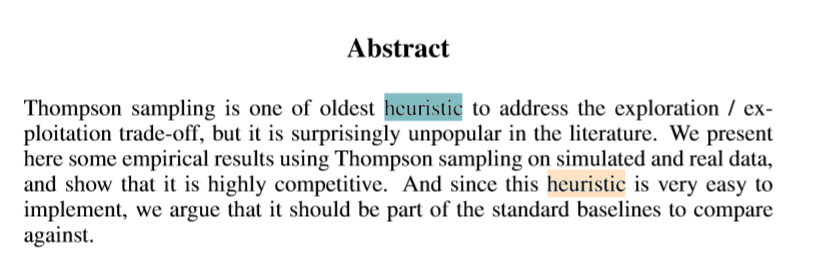 Abstract
Thompson sampling is one of oldest heuristic to address the exploration / ex-
ploitation trade-off, but it is surprisingly unpopular in the literature. We present
here some empirical results using Thompson sampling on simulated and real data,
and show that it is highly competitive. And since this heuristic is very easy to
implement, we argue that it should be part of the standard baselines to compare
against.